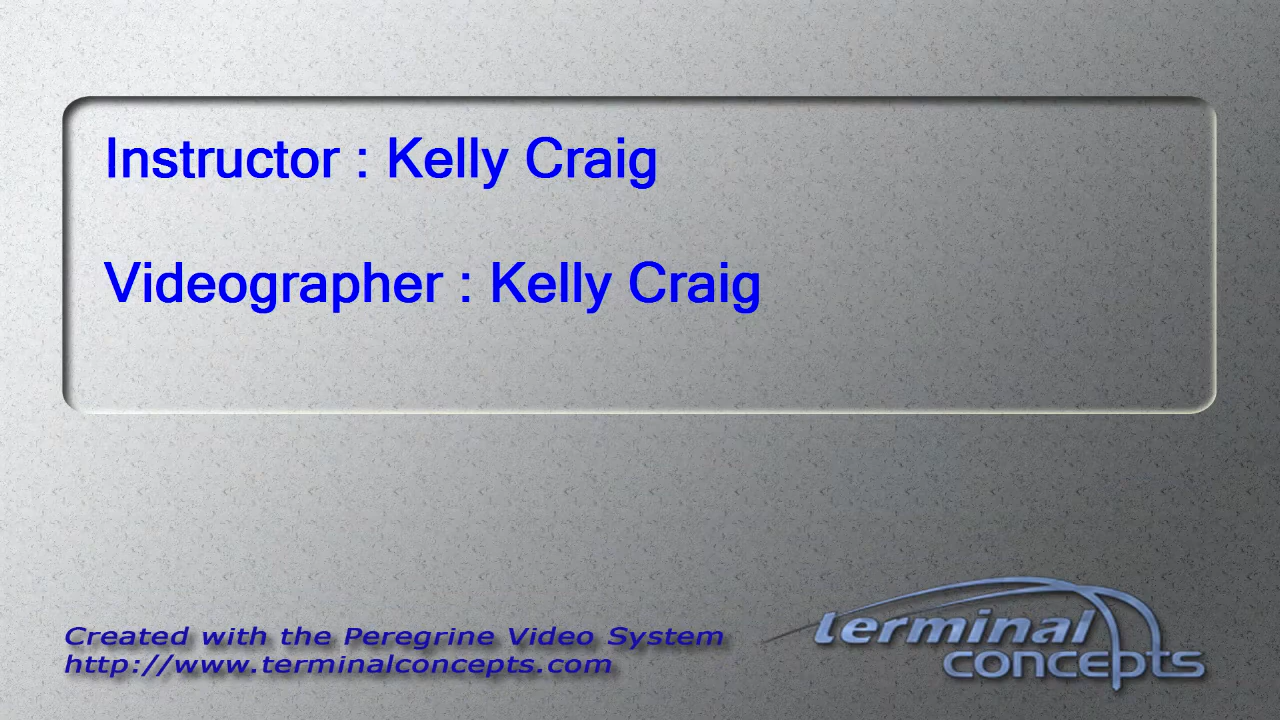 Instructor : Kelly Craig
Videographer : Kelly Craig
Created with the Peregrine Video System
http://www.terminalconcepts.com
terminal
concepts